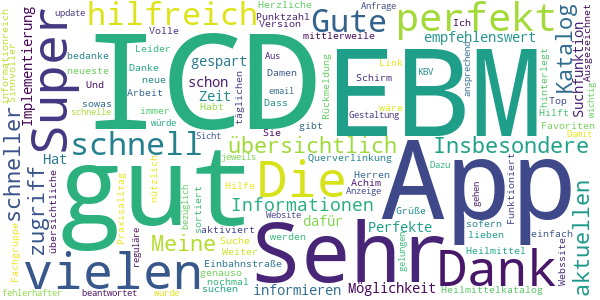 ICD EBM
gut
App
Sehr
Super
vielen
Dank
Die
Gute
perfekt
hilfreich
schnell
Meine
zugriff
schneller
Katalog
aktuellen
Insbesondere
übersichtlich
Informationen
informieren
Möglichkeit
Implementierung
Suchfunktion
empfehlenswert
gespart
schon
Zeit
Hat
dafür
Perfekte
Einbahnstraße
Heilmittelkatalog
Heilmittel
Querverlinkung
mittlerweile
Rückmeldung
update
Herzliche
Punktzahl
Version
Anfrage
Ich
Volle
Leider
Danke
neue
Arbeit
bedanke
neueste
Und
sowas
schnelle
immer
würde
Habt
täglichen
Aus
Damen
email
Dass
Schirm
Link
KBV
wäre
Gestaltung
ansprechend
Top
Hilft
Favoriten
Damit
wichtig
hinterlegt
Ausgezeichnet
informationsreich
Sinnvoller
Sicht
Sie
gibt
jeweils
Hilfe
Website
aktiviert
werden
Suche
Weiter
genauso
nochmal
suchen
sortiert
bezüglich
nützlich
Praxisalltag
Fachgruppe
übersichtliche
reguläre
fehlerhafter
beantwortet
wurde
Herren
Achim
Anzeige
Grüße
Dazu
gehen
Funktioniert
sofern
lieben
einfach
gelungen
Webssite